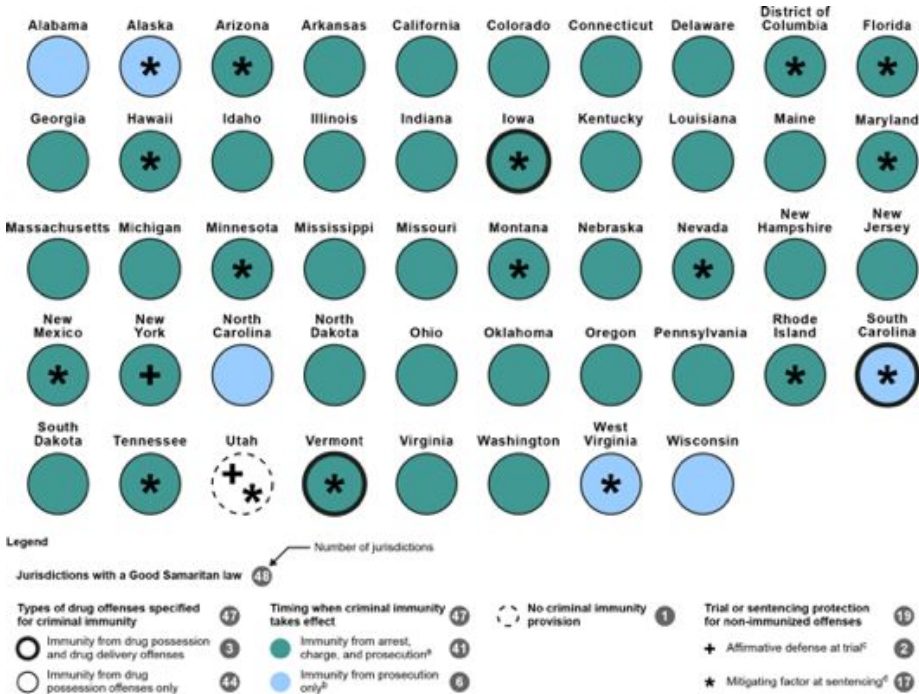 Alabama Alaska Arizona Arkansas California Colorado Connecticut Delaware District of Columbia Florida
Georgia Hawaii Idaho Illinois Indiana Iowa Kentucky Louisiana Maine Maryland
Massachusetts Michigan Minnesota Mississippi Missouri Montana Nebraska Nevada New Hampshire New Jersey
New Mexico New York North Carolina North Dakota Ohio Oklahoma Oregon Pennsylvania Rhode Island South Carolina
South Dakota Tennessee Utah Vermont Virginia Washington West Virginia Wisconsin
Legend
Number of jurisdictions
Jurisdictions with a Good Samaritan law 48
Types of drug offenses specified for criminal immunity 47
Immunity from drug possession and drug delivery offenses 3
Immunity from drug possession offenses only 44
Timing when criminal immunity takes effect 47
Immunity from arrest, charge, and prosecutionᵃ 41
Immunity from prosecution onlyᵇ 6
No criminal immunity provision 1
Trial or sentencing protection for non-immunized offenses 19
+ Affirmative defense at trialᶜ 2
* Mitigating factor at sentencingᵈ 17